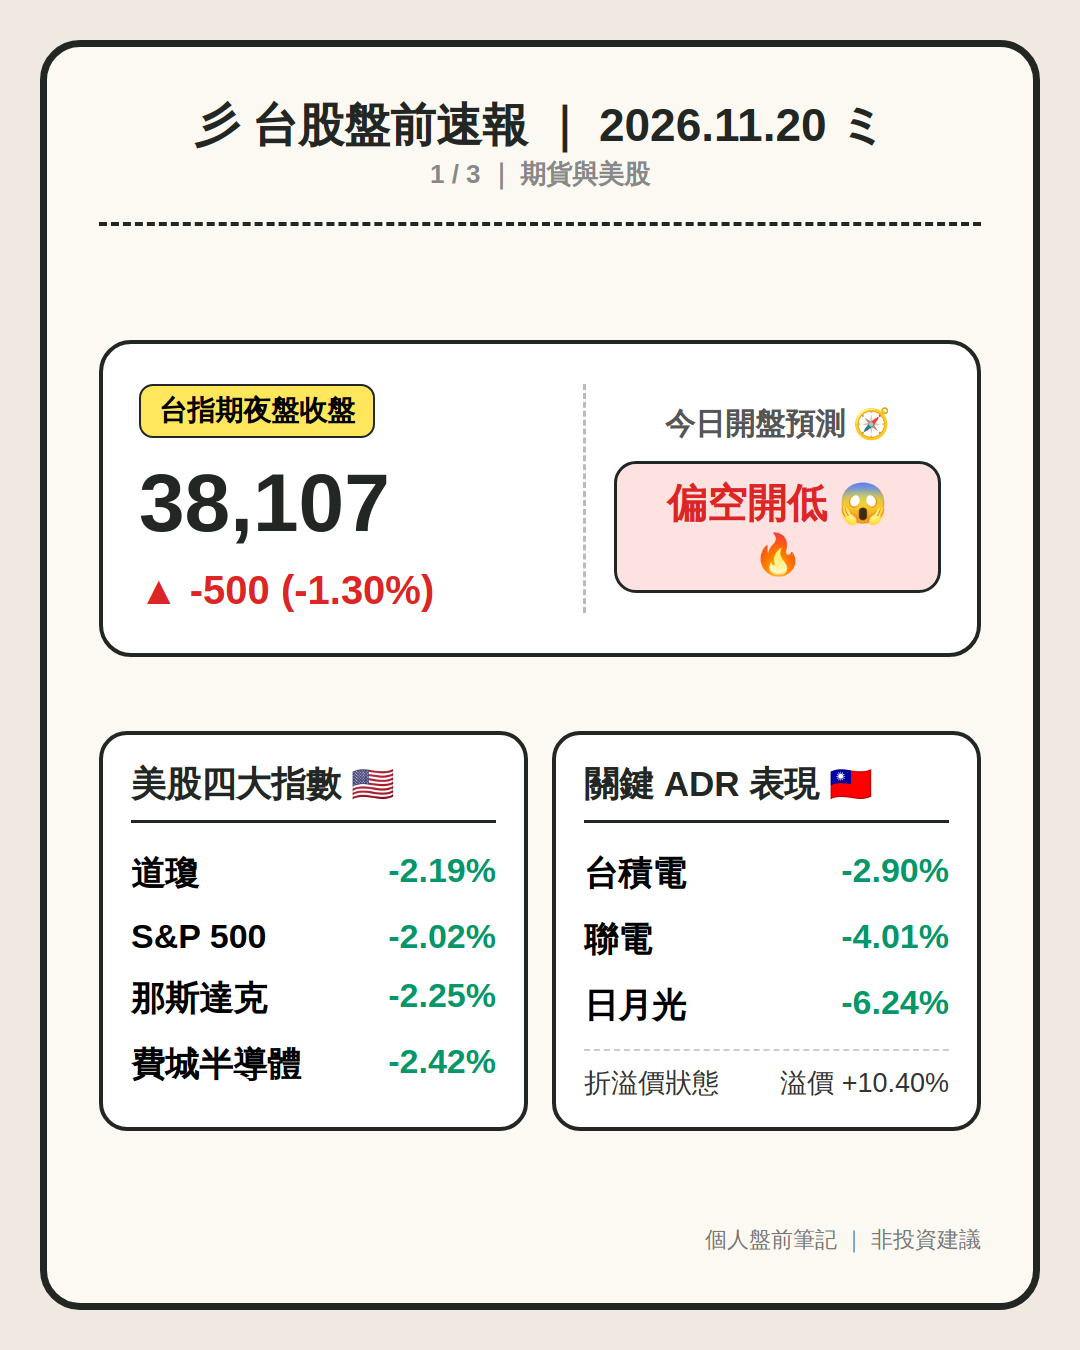 彡 台股盤前速報 ｜ 2026.11.20 ミ
1 / 3 ｜ 期貨與美股
台指期夜盤收盤
38,107
▲ -500 (-1.30%)
今日開盤預測 🧭
偏空開低 😱
🔥
美股四大指數 🇺🇸
道瓊 -2.19%
S&P 500 -2.02%
那斯達克 -2.25%
費城半導體 -2.42%
關鍵 ADR 表現 🇹🇼
台積電 -2.90%
聯電 -4.01%
日月光 -6.24%
折溢價狀態 溢價 +10.40%
個人盤前筆記 ｜ 非投資建議